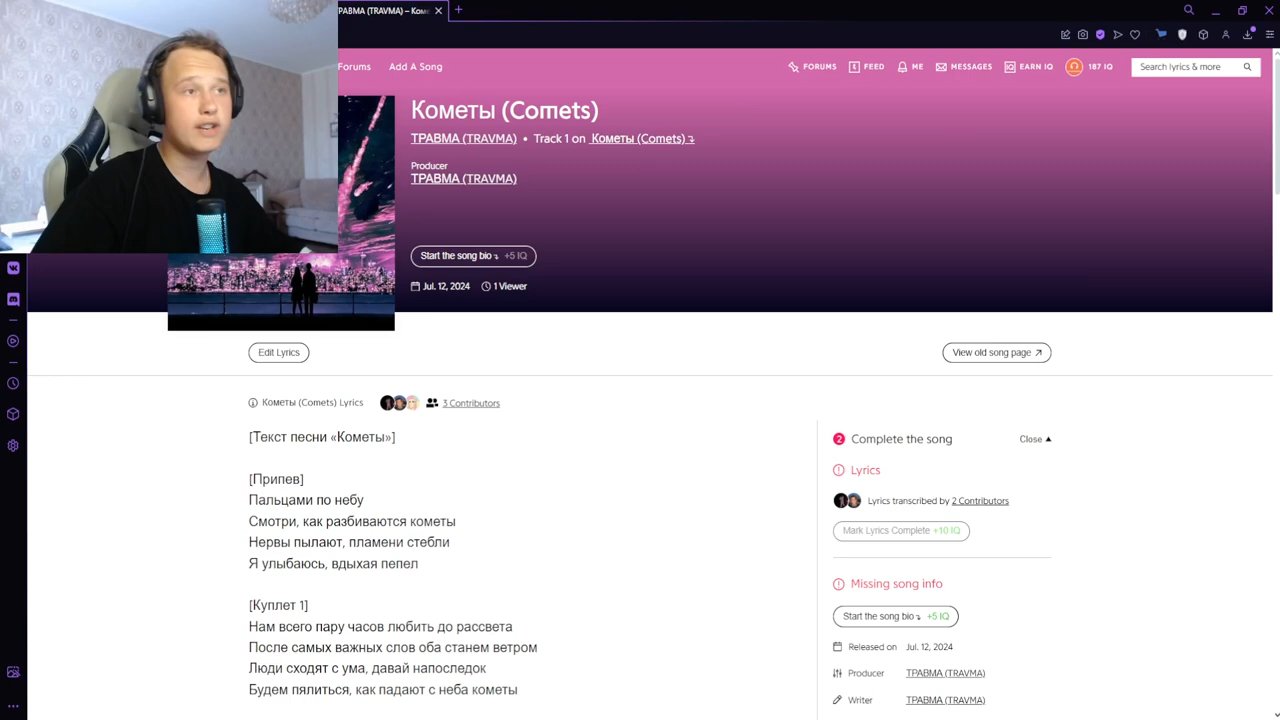 ТРАВМА (TRAVMA) – Ком
Forums
Add A Song
FORUMS
FEED
ME
MESSAGES
EARN IQ
187 IQ
Search lyrics & more
Кометы (Comets)
ТРАВМА (TRAVMA) • Track 1 on Кометы (Comets)
Producer
ТРАВМА (TRAVMA)
Start the song bio +5 IQ
Jul. 12, 2024
1 Viewer
Edit Lyrics
View old song page
Кометы (Comets) Lyrics
3 Contributors
[Текст песни «Кометы»]
[Припев]
Пальцами по небу
Смотри, как разбиваются кометы
Нервы пылают, пламени стебли
Я улыбаюсь, вдыхая пепел
[Куплет 1]
Нам всего пару часов любить до рассвета
После самых важных слов оба станем ветром
Люди сходят с ума, давай напоследок
Будем пялиться, как падают с неба кометы
2 Complete the song
Close
Lyrics
Lyrics transcribed by 2 Contributors
Mark Lyrics Complete +10 IQ
Missing song info
Start the song bio +5 IQ
Released on Jul. 12, 2024
Producer ТРАВМА (TRAVMA)
Writer ТРАВМА (TRAVMA)